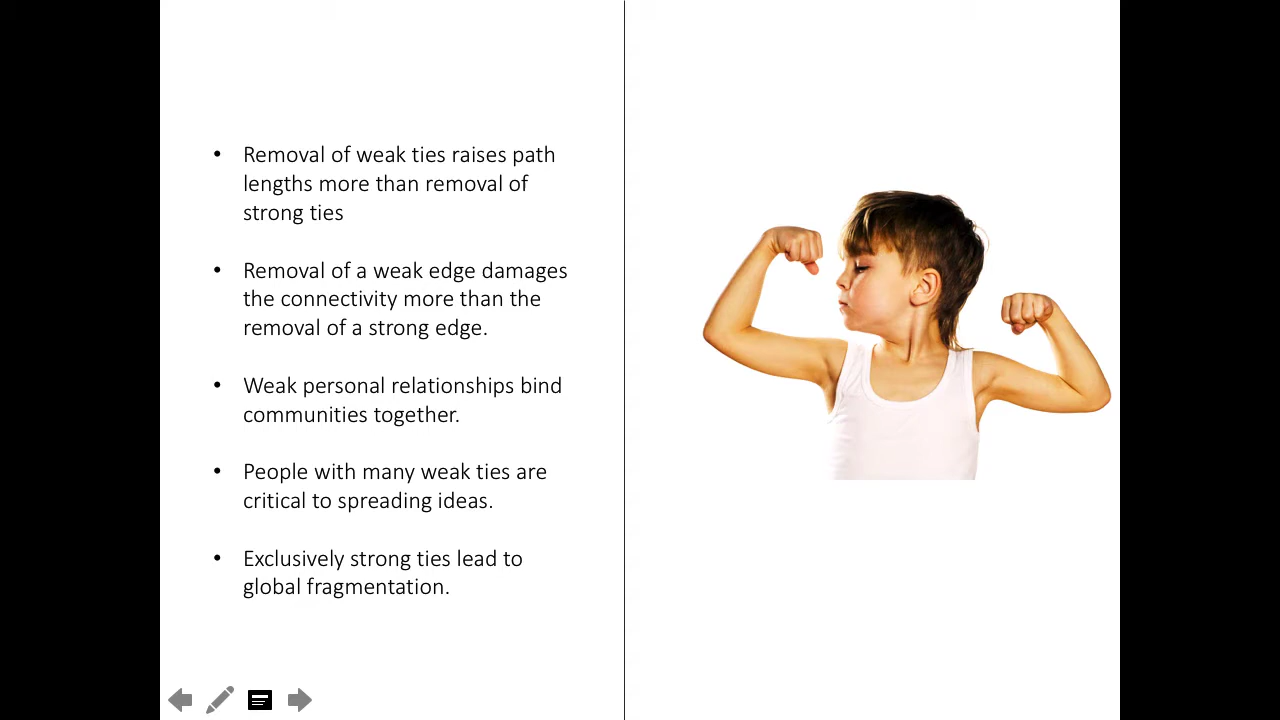 • Removal of weak ties raises path
lengths more than removal of
strong ties
• Removal of a weak edge damages
the connectivity more than the
removal of a strong edge.
• Weak personal relationships bind
communities together.
• People with many weak ties are
critical to spreading ideas.
• Exclusively strong ties lead to
global fragmentation.